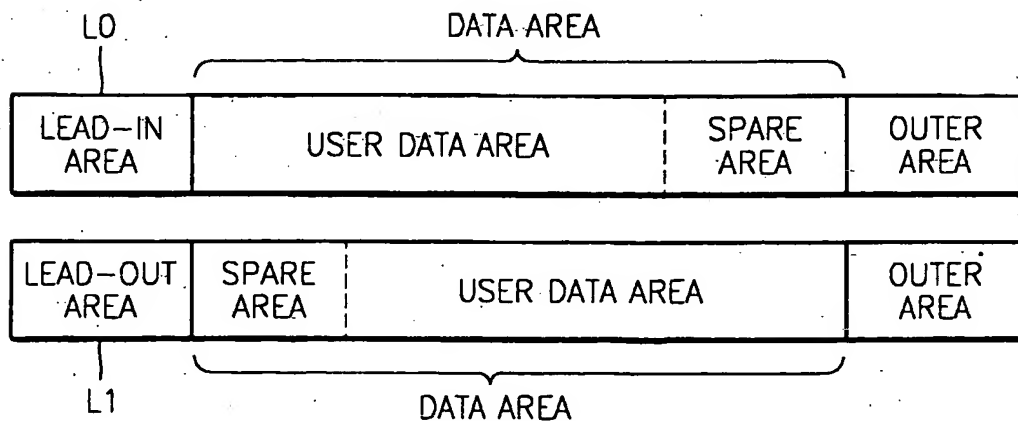 L0
DATA AREA
LEAD-IN
AREA
USER DATA AREA
SPARE
AREA
OUTER
AREA
LEAD-OUT
AREA
SPARE
AREA
USER DATA AREA
OUTER
AREA
L1
DATA AREA